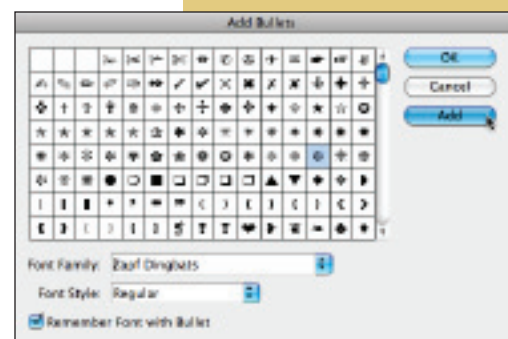 Add Bullets
OK
Cancel
Add
Font Family: Zapf Dingbats
Font Style: Regular
Remember Font with Bullet